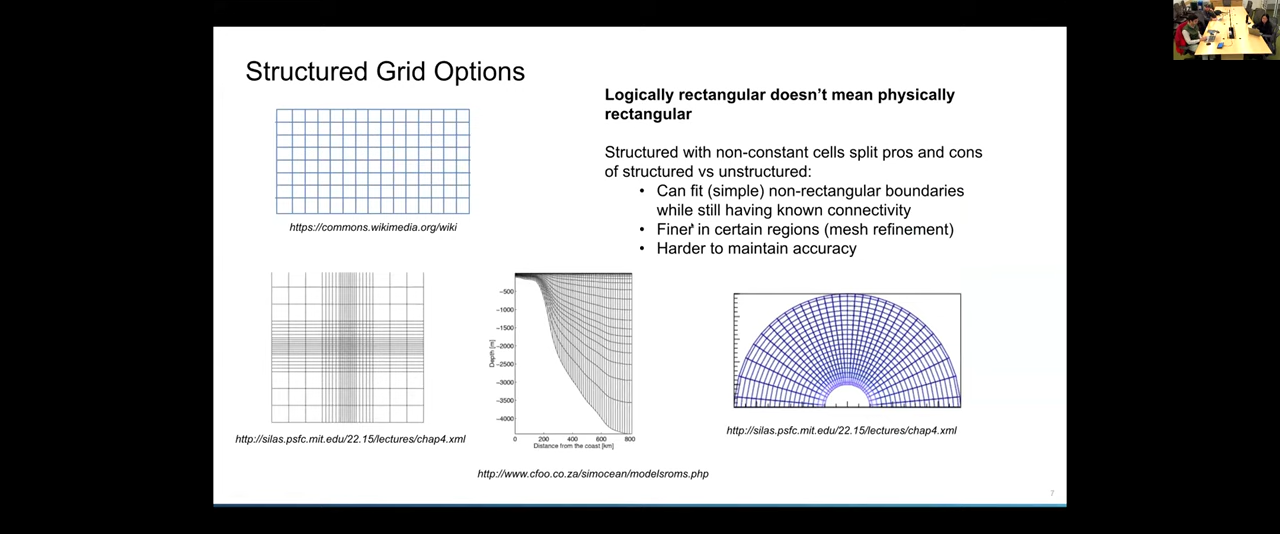 Structured Grid Options
https://commons.wikimedia.org/wiki
Logically rectangular doesn’t mean physically
rectangular
Structured with non-constant cells split pros and cons
of structured vs unstructured:
• Can fit (simple) non-rectangular boundaries
while still having known connectivity
• Finer in certain regions (mesh refinement)
• Harder to maintain accuracy
http://silas.psfc.mit.edu/22.15/lectures/chap4.xml
Depth [m]
-500
-1000
-1500
-2000
-2500
-3000
-3500
-4000
0 200 400 600 800
Distance from the coast [km]
http://www.cfoo.co.za/simocean/modelsroms.php
http://silas.psfc.mit.edu/22.15/lectures/chap4.xml
7